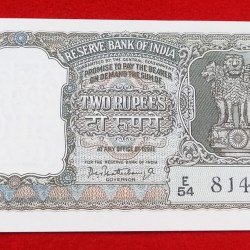 RESERVE BANK OF INDIA
GUARANTEED BY THE CENTRAL GOVERNMENT
I PROMISE TO PAY THE BEARER
ON DEMAND THE SUM OF
TWO RUPEES
दो रुपये
AT ANY OFFICE OF ISSUE
FOR THE RESERVE BANK OF INDIA
GOVERNOR
E/54 814